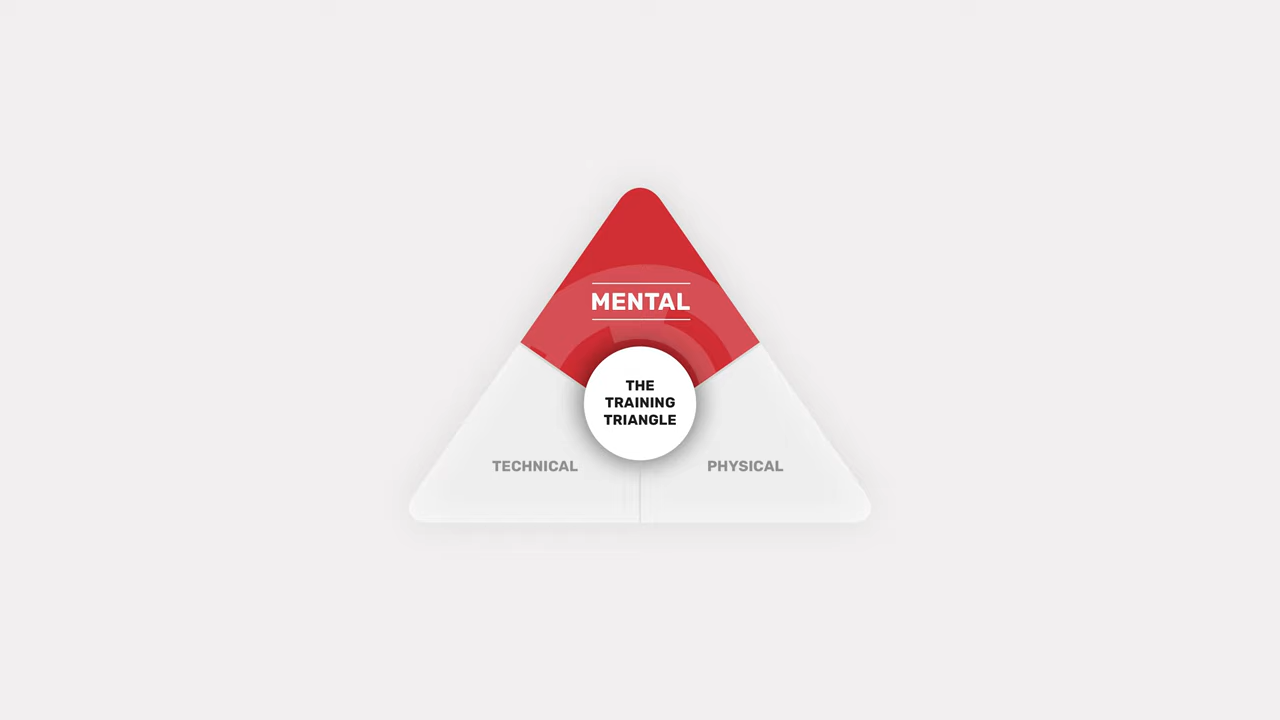 MENTAL
THE
TRAINING
TRIANGLE
TECHNICAL
PHYSICAL